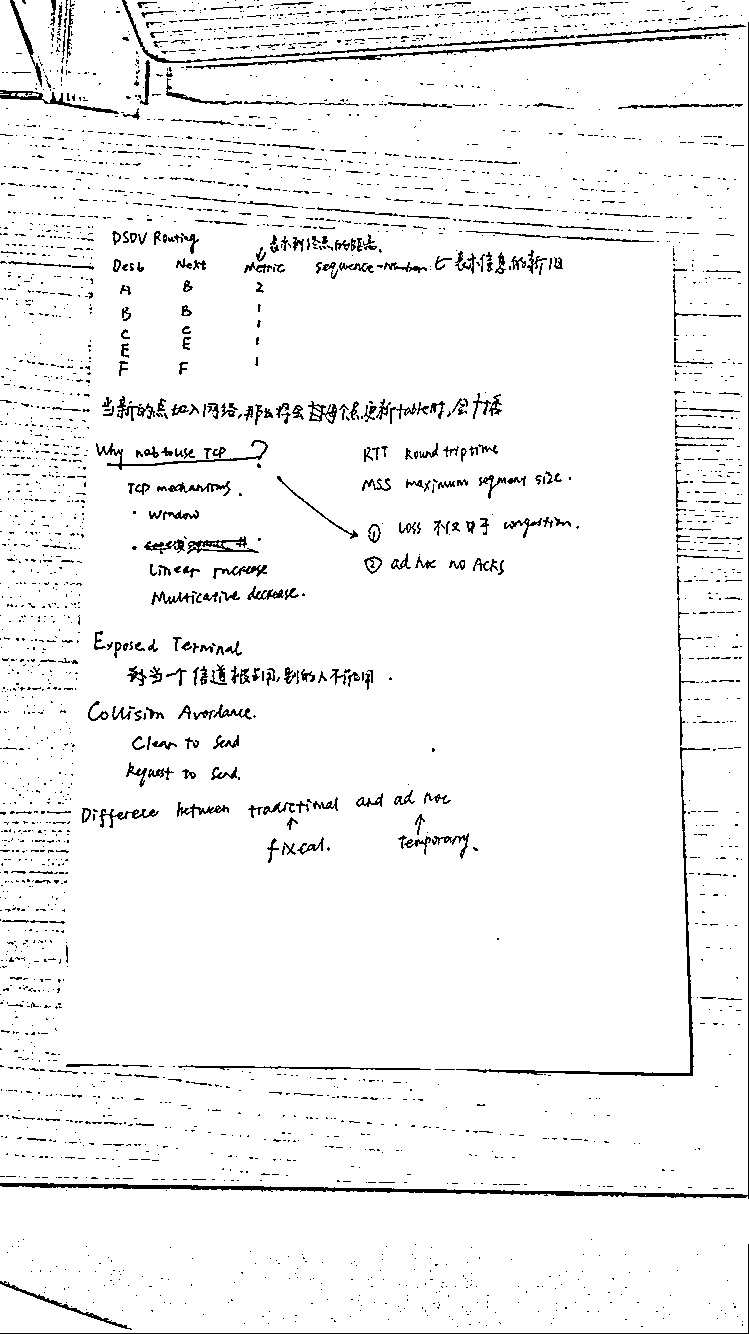 DSDV Routing
表示到终点的距离.
Dest Next Metric sequence-number 表示信息的新旧
A B 2
B B 1
C C 1
E E 1
F F 1
当新的点加入网络,那么将会 每个点更新table时,会广播
Why not to use TCP ?
RTT Round trip time
TCP mechanisms.
MSS maximum segment size.
· Window
① Loss 不仅由于 congestion.
② ad hoc no ACKs
Linear increase
Multicative decrease.
Exposed Terminal
当一个信道被占用,别的人不能用.
Collision Avoidance.
Clear to Send
Request to Send.
Differece between traditional and ad hoc
fixed.
temporary.